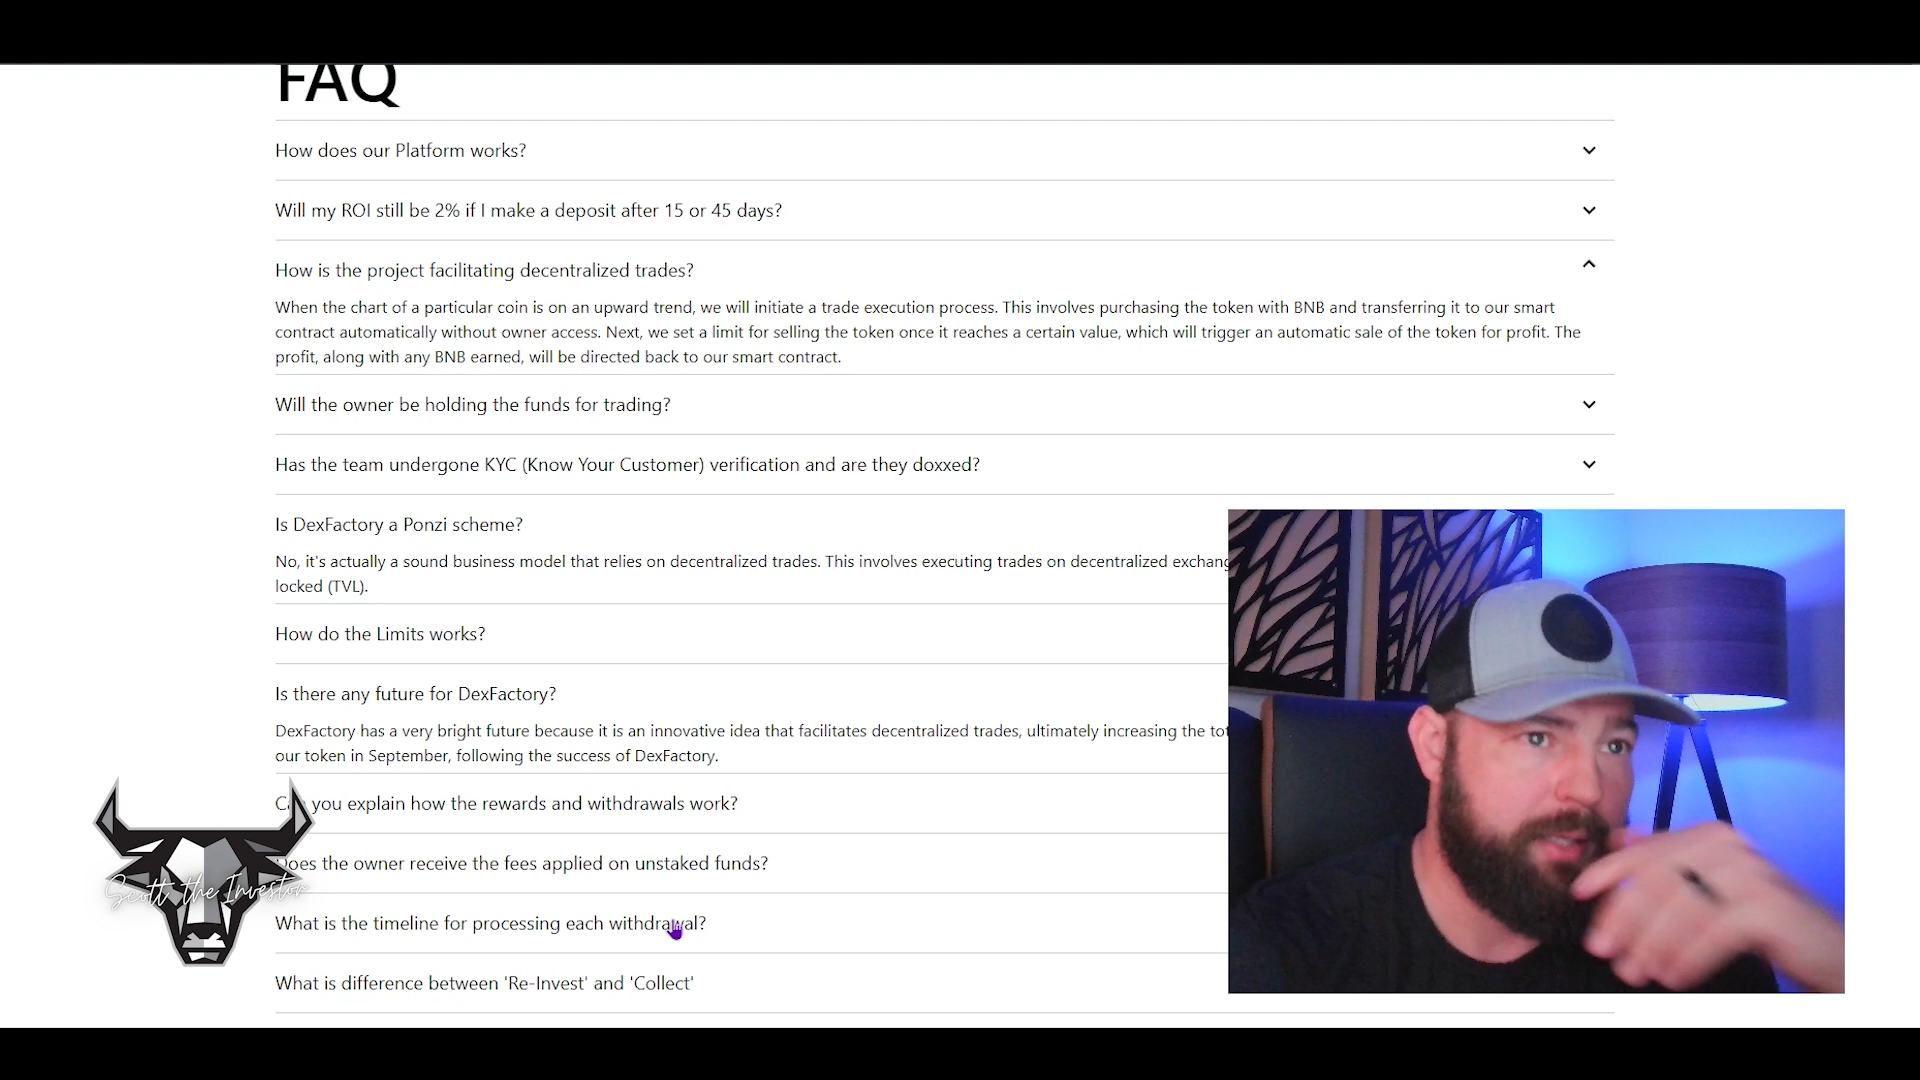 FAQ
How does our Platform works?
Will my ROI still be 2% if I make a deposit after 15 or 45 days?
How is the project facilitating decentralized trades?
When the chart of a particular coin is on an upward trend, we will initiate a trade execution process. This involves purchasing the token with BNB and transferring it to our smart
contract automatically without owner access. Next, we set a limit for selling the token once it reaches a certain value, which will trigger an automatic sale of the token for profit. The
profit, along with any BNB earned, will be directed back to our smart contract.
Will the owner be holding the funds for trading?
Has the team undergone KYC (Know Your Customer) verification and are they doxxed?
Is DexFactory a Ponzi scheme?
No, it's actually a sound business model that relies on decentralized trades. This involves executing trades on decentralized
locked (TVL).
How do the Limits works?
Is there any future for DexFactory?
DexFactory has a very bright future because it is an innovative idea that facilitates decentralized trades, ultimately increasing the
our token in September, following the success of DexFactory.
Can you explain how the rewards and withdrawals work?
Does the owner receive the fees applied on unstaked funds?
Scott the Investor
What is the timeline for processing each withdrawal?
What is difference between 'Re-Invest' and 'Collect'